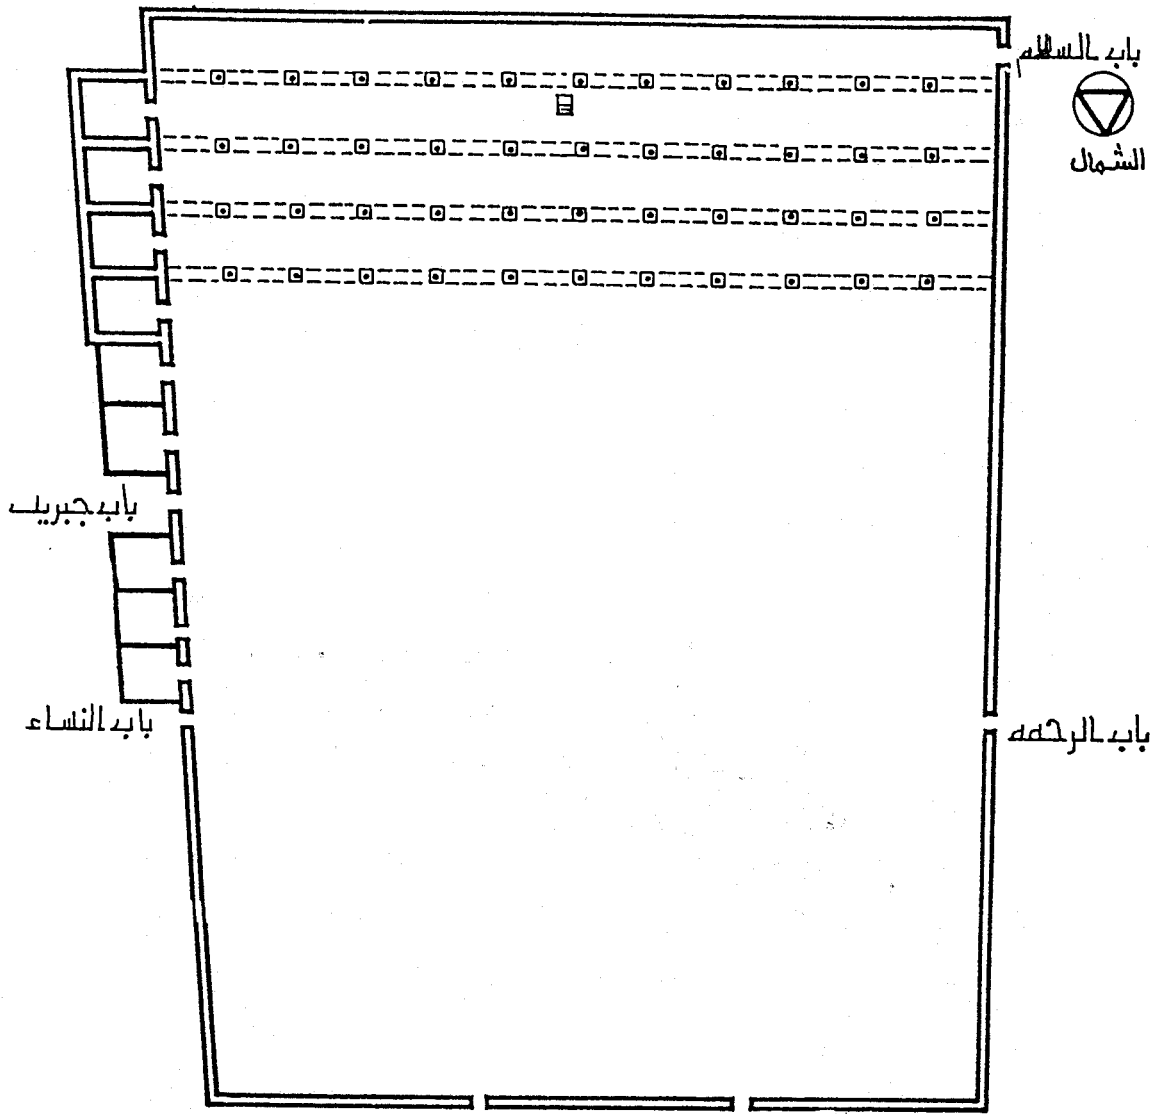 باب السلام
الشمال
باب جبريل
باب النساء
باب الرحمه